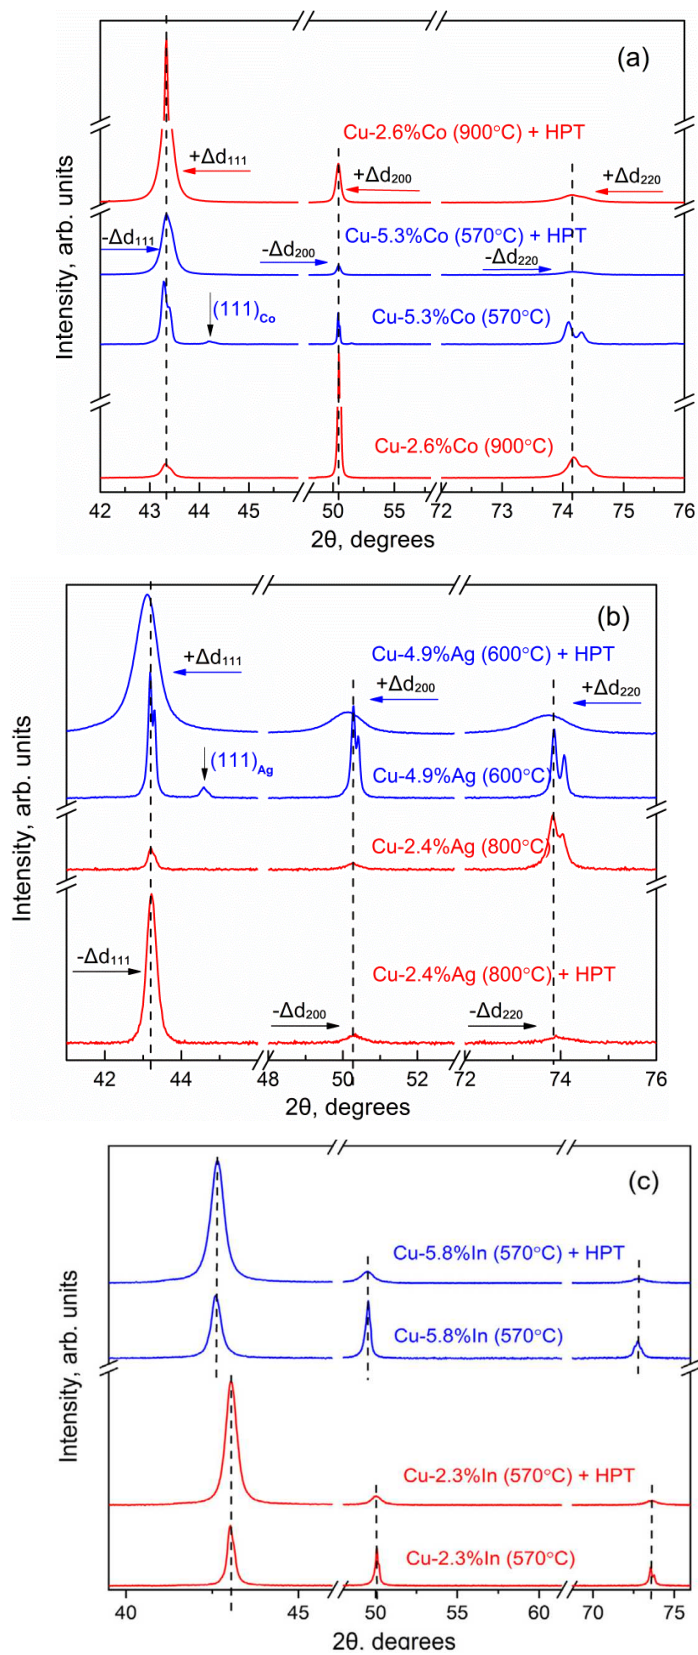 (a)
Cu-2.6%Co (900°C) + HPT
+Δd111
+Δd200
+Δd220
Cu-5.3%Co (570°C) + HPT
-Δd111
-Δd200
-Δd220
(111)Co
Cu-5.3%Co (570°C)
Cu-2.6%Co (900°C)
Intensity, arb. units
42 43 44 45 50 55 72 73 74 75 76
2θ, degrees
(b)
Cu-4.9%Ag (600°C) + HPT
+Δd111
+Δd200
+Δd220
(111)Ag
Cu-4.9%Ag (600°C)
Cu-2.4%Ag (800°C)
-Δd111
Cu-2.4%Ag (800°C) + HPT
-Δd200
-Δd220
Intensity, arb. units
42 44 48 50 52 72 74 76
2θ, degrees
(c)
Cu-5.8%In (570°C) + HPT
Cu-5.8%In (570°C)
Cu-2.3%In (570°C) + HPT
Cu-2.3%In (570°C)
Intensity, arb. units
40 45 50 55 60 70 75
2θ, degrees